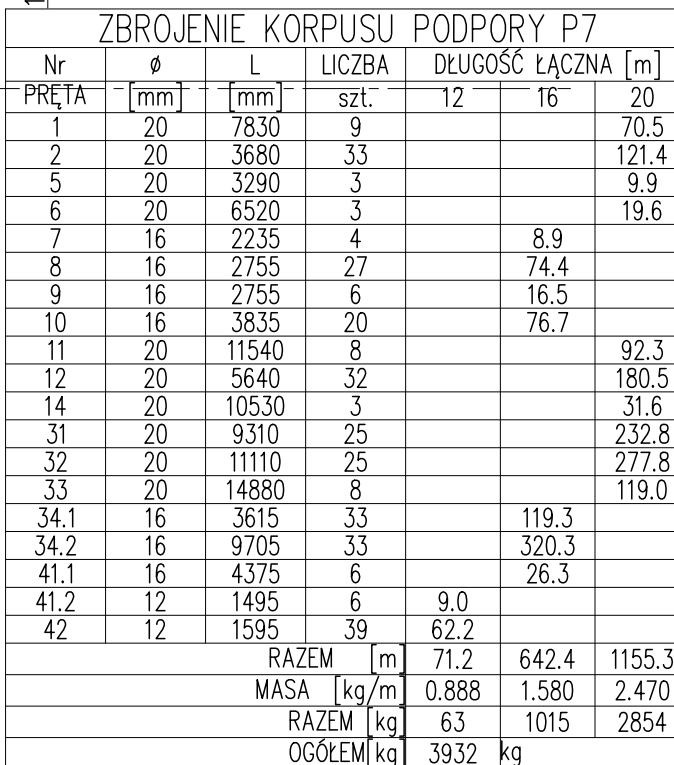 ZBROJENIE KORPUSU PODPORY P7
Nr ø L LICZBA DŁUGOŚĆ ŁĄCZNA [m]
PRĘTA [mm] [mm] szt. 12 16 20
1 20 7830 9 70.5
2 20 3680 33 121.4
5 20 3290 3 9.9
6 20 6520 3 19.6
7 16 2235 4 8.9
8 16 2755 27 74.4
9 16 2755 6 16.5
10 16 3835 20 76.7
11 20 11540 8 92.3
12 20 5640 32 180.5
14 20 10530 3 31.6
31 20 9310 25 232.8
32 20 11110 25 277.8
33 20 14880 8 119.0
34.1 16 3615 33 119.3
34.2 16 9705 33 320.3
41.1 16 4375 6 26.3
41.2 12 1495 6 9.0
42 12 1595 39 62.2
RAZEM [m] 71.2 642.4 1155.3
MASA [kg/m] 0.888 1.580 2.470
RAZEM [kg] 63 1015 2854
OGÓŁEM[kg] 3932 kg